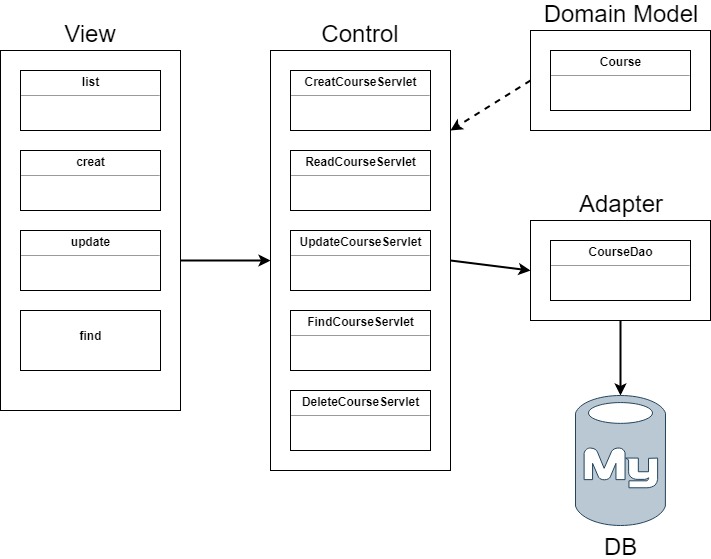 View
list
creat
update
find
Control
CreatCourseServlet
ReadCourseServlet
UpdateCourseServlet
FindCourseServlet
DeleteCourseServlet
Domain Model
Course
Adapter
CourseDao
My
DB